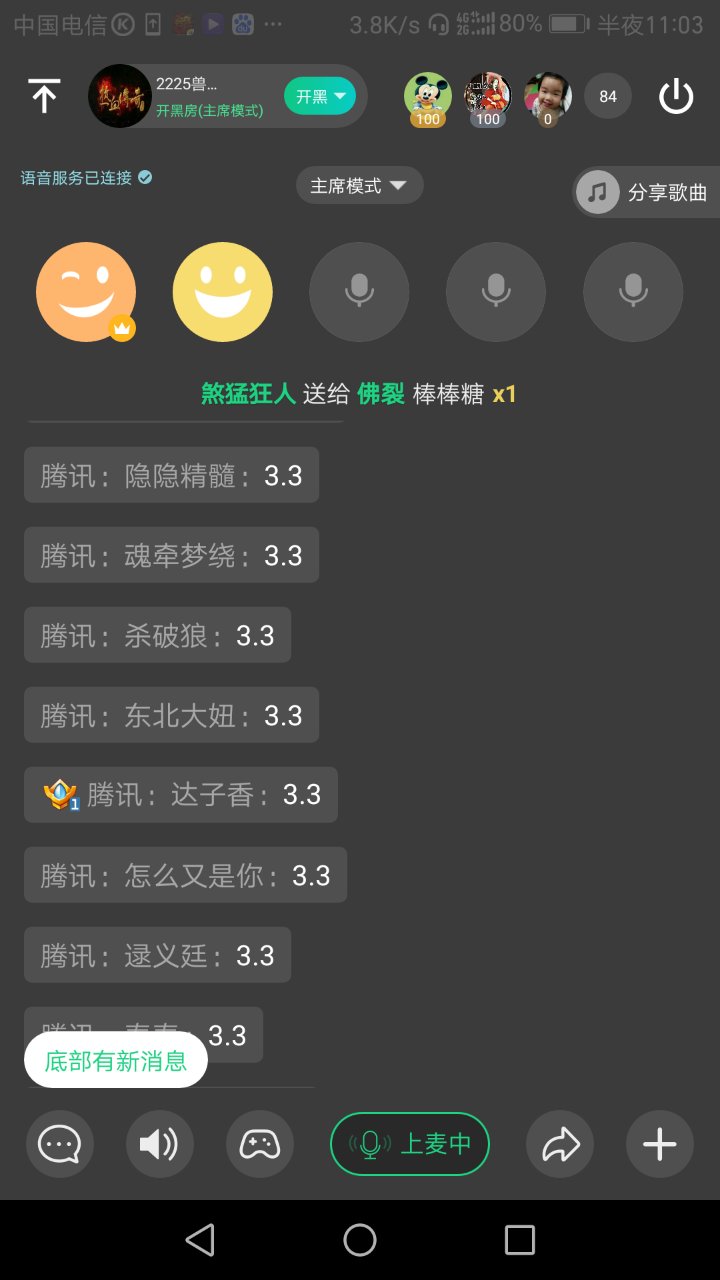 中国电信 3.8K/s 4G 2G 80% 半夜11:03
2225兽...
开黑房(主席模式)
开黑
100 100 0 84
语音服务已连接
主席模式
分享歌曲
煞猛狂人 送给 佛裂 棒棒糖 x1
腾讯：隐隐精髓：3.3
腾讯：魂牵梦绕：3.3
腾讯：杀破狼：3.3
腾讯：东北大妞：3.3
1 腾讯：达子香：3.3
腾讯：怎么又是你：3.3
腾讯：逯义廷：3.3
3.3
底部有新消息
上麦中